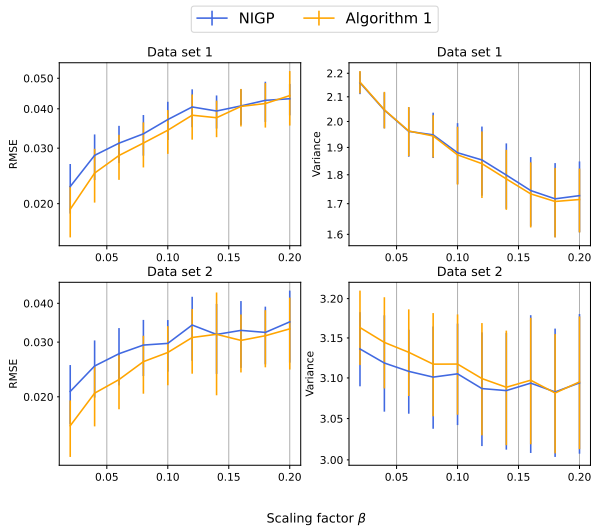 NIGP Algorithm 1
Data set 1 Data set 1
RMSE
0.050
0.040
0.030
0.020
0.05 0.10 0.15 0.20
Variance
2.2
2.1
2.0
1.9
1.8
1.7
1.6
0.05 0.10 0.15 0.20
Data set 2 Data set 2
RMSE
0.040
0.030
0.020
0.05 0.10 0.15 0.20
Variance
3.20
3.15
3.10
3.05
3.00
0.05 0.10 0.15 0.20
Scaling factor β